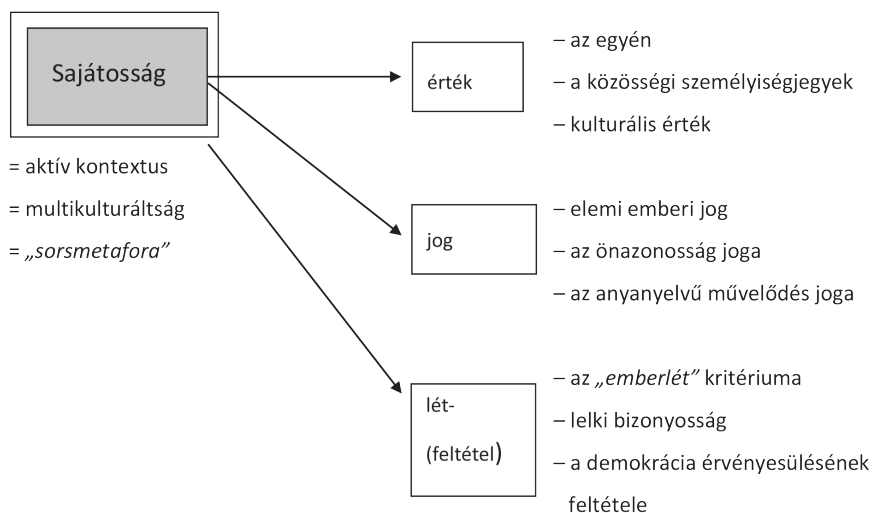 Sajátosság
= aktív kontextus
= multikulturáltság
= „sorsmetafora”
érték
– az egyén
– a közösségi személyiségjegyek
– kulturális érték
jog
– elemi emberi jog
– az önazonosság joga
– az anyanyelvű művelődés joga
lét-
(feltétel)
– az „emberlét” kritériuma
– lelki bizonyosság
– a demokrácia érvényesülésének
feltétele